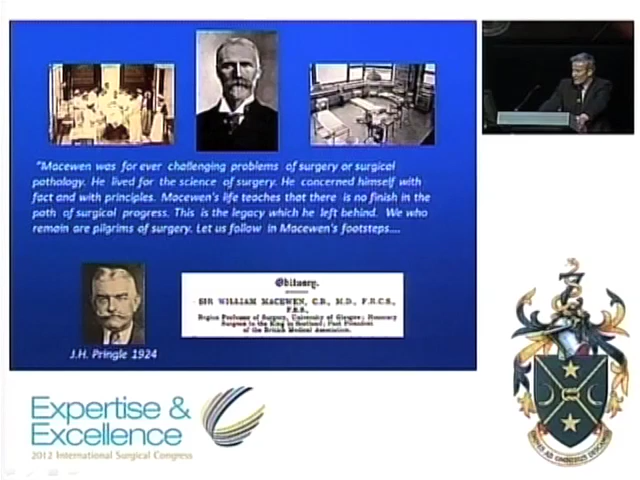 "Macewen was for ever challenging problems of surgery or surgical
pathology. He lived for the science of surgery. He concerned himself with
fact and with principles. Macewen's life teaches that there is no finish in the
path of surgical progress. This is the legacy which he left behind. We who
remain are pilgrims of surgery. Let us follow in Macewen's footsteps....
Obituary.
SIR WILLIAM MACEWEN, C.B., M.D., F.R.C.S.,
F.R.S.,
Regius Professor of Surgery, University of Glasgow; Honorary
Surgeon to the King in Scotland; Past President
of the British Medical Association.
J.H. Pringle 1924
Expertise &
Excellence
2012 International Surgical Congress